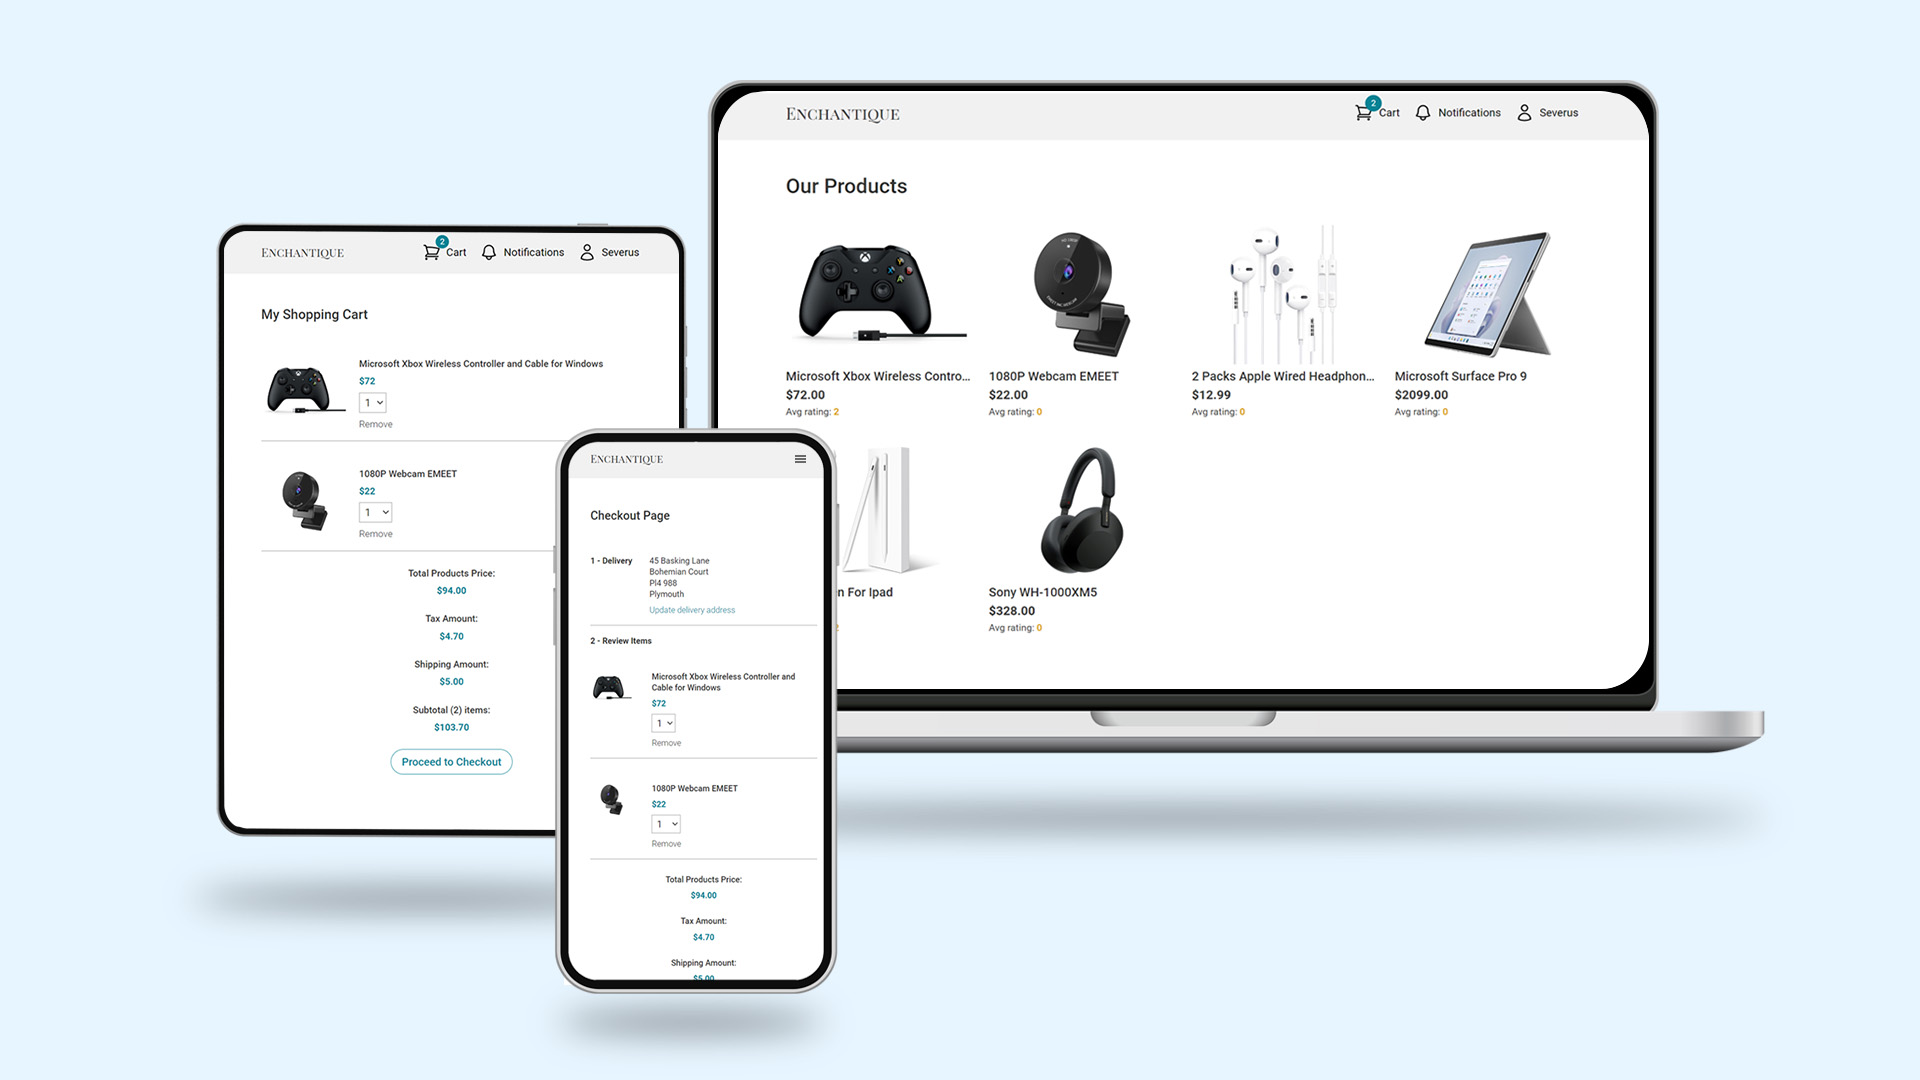 ENCHANTIQUE
2
Cart
Notifications
Severus
Our Products
Microsoft Xbox Wireless Contro...
$72.00
Avg rating: 2
1080P Webcam EMEET
$22.00
Avg rating: 0
2 Packs Apple Wired Headphon...
$12.99
Avg rating: 0
Microsoft Surface Pro 9
$2099.00
Avg rating: 0
n For Ipad
Sony WH-1000XM5
$328.00
Avg rating: 0
ENCHANTIQUE
2
Cart
Notifications
Severus
My Shopping Cart
Microsoft Xbox Wireless Controller and Cable for Windows
$72
1
Remove
1080P Webcam EMEET
$22
1
Remove
Total Products Price:
$94.00
Tax Amount:
$4.70
Shipping Amount:
$5.00
Subtotal (2) items:
$103.70
Proceed to Checkout
ENCHANTIQUE
Checkout Page
1 - Delivery
45 Basking Lane
Bohemian Court
Pl4 988
Plymouth
Update delivery address
2 - Review Items
Microsoft Xbox Wireless Controller and
Cable for Windows
$72
1
Remove
1080P Webcam EMEET
$22
1
Remove
Total Products Price:
$94.00
Tax Amount:
$4.70
Shipping Amount:
$5.00